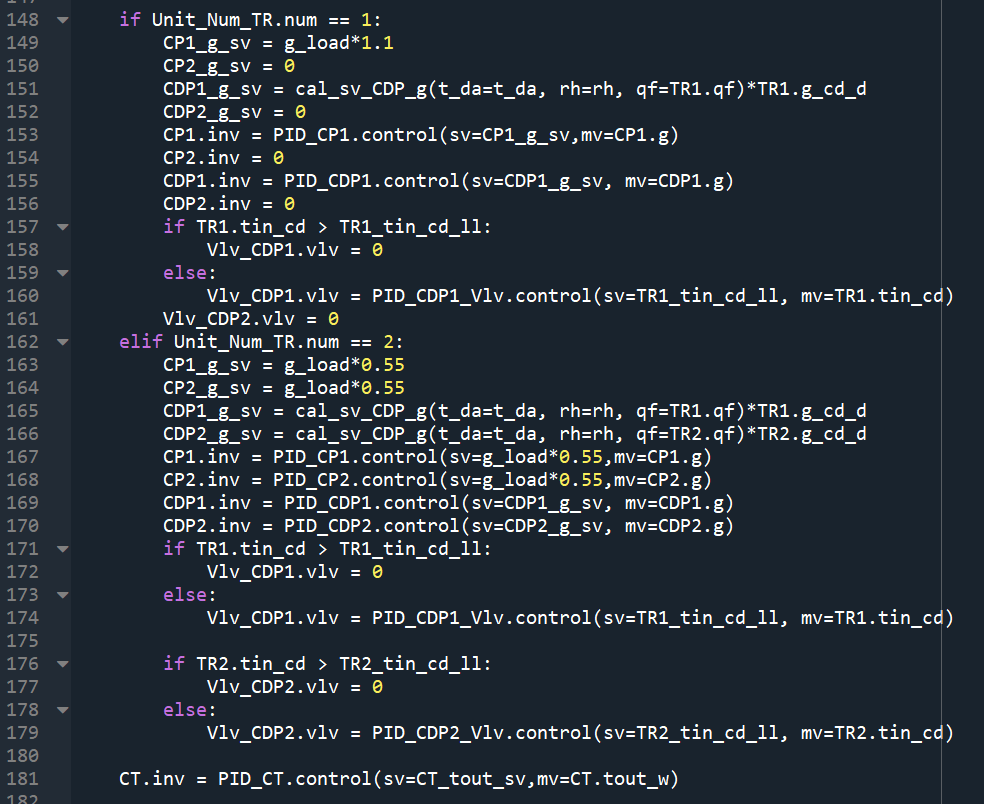 148 if Unit_Num_TR.num == 1:
149 CP1_g_sv = g_load*1.1
150 CP2_g_sv = 0
151 CDP1_g_sv = cal_sv_CDP_g(t_da=t_da, rh=rh, qf=TR1.qf)*TR1.g_cd_d
152 CDP2_g_sv = 0
153 CP1.inv = PID_CP1.control(sv=CP1_g_sv,mv=CP1.g)
154 CP2.inv = 0
155 CDP1.inv = PID_CDP1.control(sv=CDP1_g_sv, mv=CDP1.g)
156 CDP2.inv = 0
157 if TR1.tin_cd > TR1_tin_cd_ll:
158 Vlv_CDP1.vlv = 0
159 else:
160 Vlv_CDP1.vlv = PID_CDP1_Vlv.control(sv=TR1_tin_cd_ll, mv=TR1.tin_cd)
161 Vlv_CDP2.vlv = 0
162 elif Unit_Num_TR.num == 2:
163 CP1_g_sv = g_load*0.55
164 CP2_g_sv = g_load*0.55
165 CDP1_g_sv = cal_sv_CDP_g(t_da=t_da, rh=rh, qf=TR1.qf)*TR1.g_cd_d
166 CDP2_g_sv = cal_sv_CDP_g(t_da=t_da, rh=rh, qf=TR2.qf)*TR2.g_cd_d
167 CP1.inv = PID_CP1.control(sv=g_load*0.55,mv=CP1.g)
168 CP2.inv = PID_CP2.control(sv=g_load*0.55,mv=CP2.g)
169 CDP1.inv = PID_CDP1.control(sv=CDP1_g_sv, mv=CDP1.g)
170 CDP2.inv = PID_CDP2.control(sv=CDP2_g_sv, mv=CDP2.g)
171 if TR1.tin_cd > TR1_tin_cd_ll:
172 Vlv_CDP1.vlv = 0
173 else:
174 Vlv_CDP1.vlv = PID_CDP1_Vlv.control(sv=TR1_tin_cd_ll, mv=TR1.tin_cd)
175
176 if TR2.tin_cd > TR2_tin_cd_ll:
177 Vlv_CDP2.vlv = 0
178 else:
179 Vlv_CDP2.vlv = PID_CDP2_Vlv.control(sv=TR2_tin_cd_ll, mv=TR2.tin_cd)
180
181 CT.inv = PID_CT.control(sv=CT_tout_sv,mv=CT.tout_w)